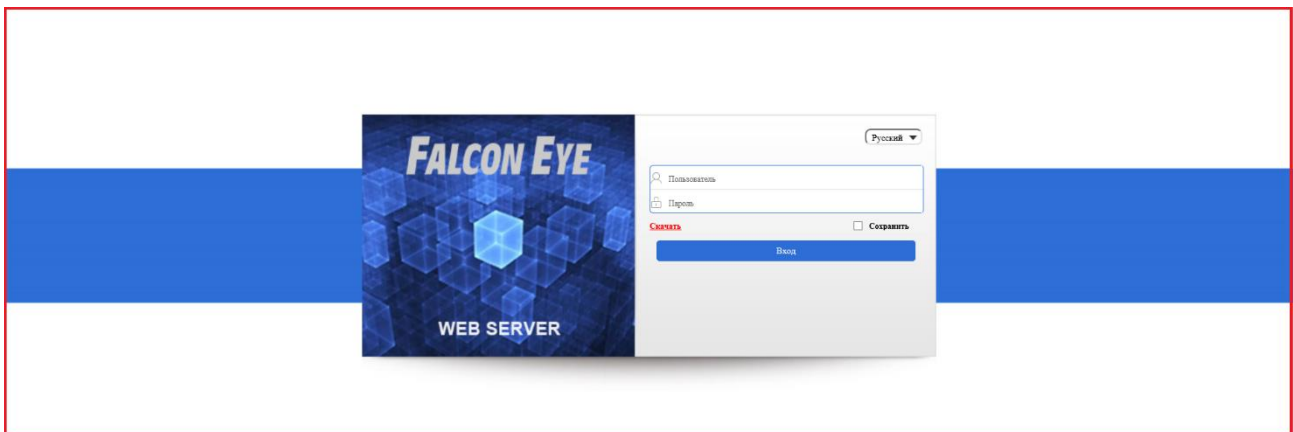 FALCON EYE
WEB SERVER
Русский
Пользователь
Пароль
Скачать
Сохранить
Вход